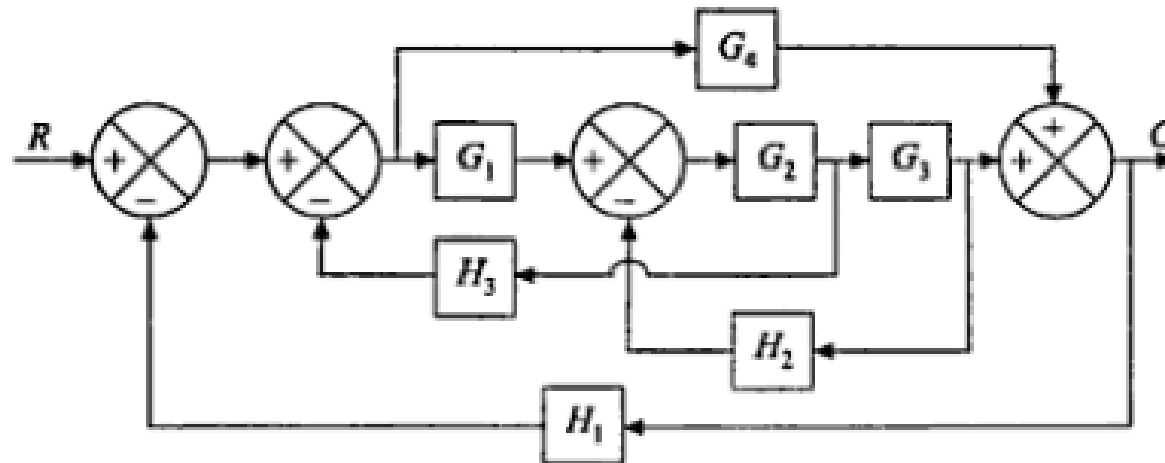 G₄
R + − + − G₁ + − G₂ G₃ + + C
H₃
H₂
H₁